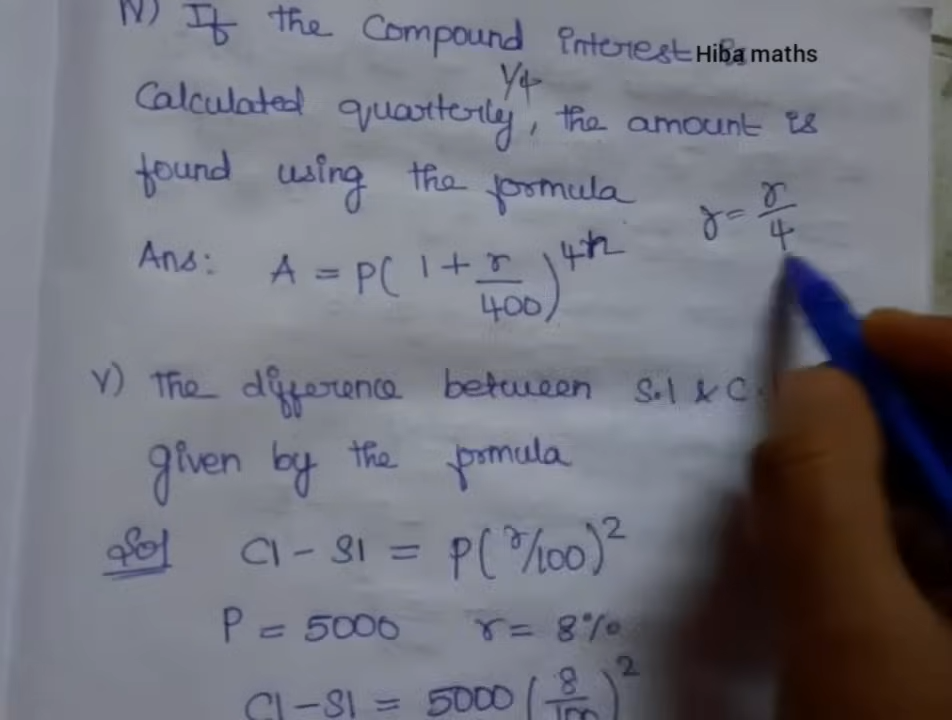 IV) If the Compound interest is
Hiba maths
Calculated quarterly, the amount is
1/4
found using the formula
r = r/4
Ans: A = P( 1 + r/400 )^4n
V) The difference between S.I & C.
given by the formula
Sol CI - SI = P(r/100)^2
P = 5000 r = 8%
CI - SI = 5000 (8/100)^2